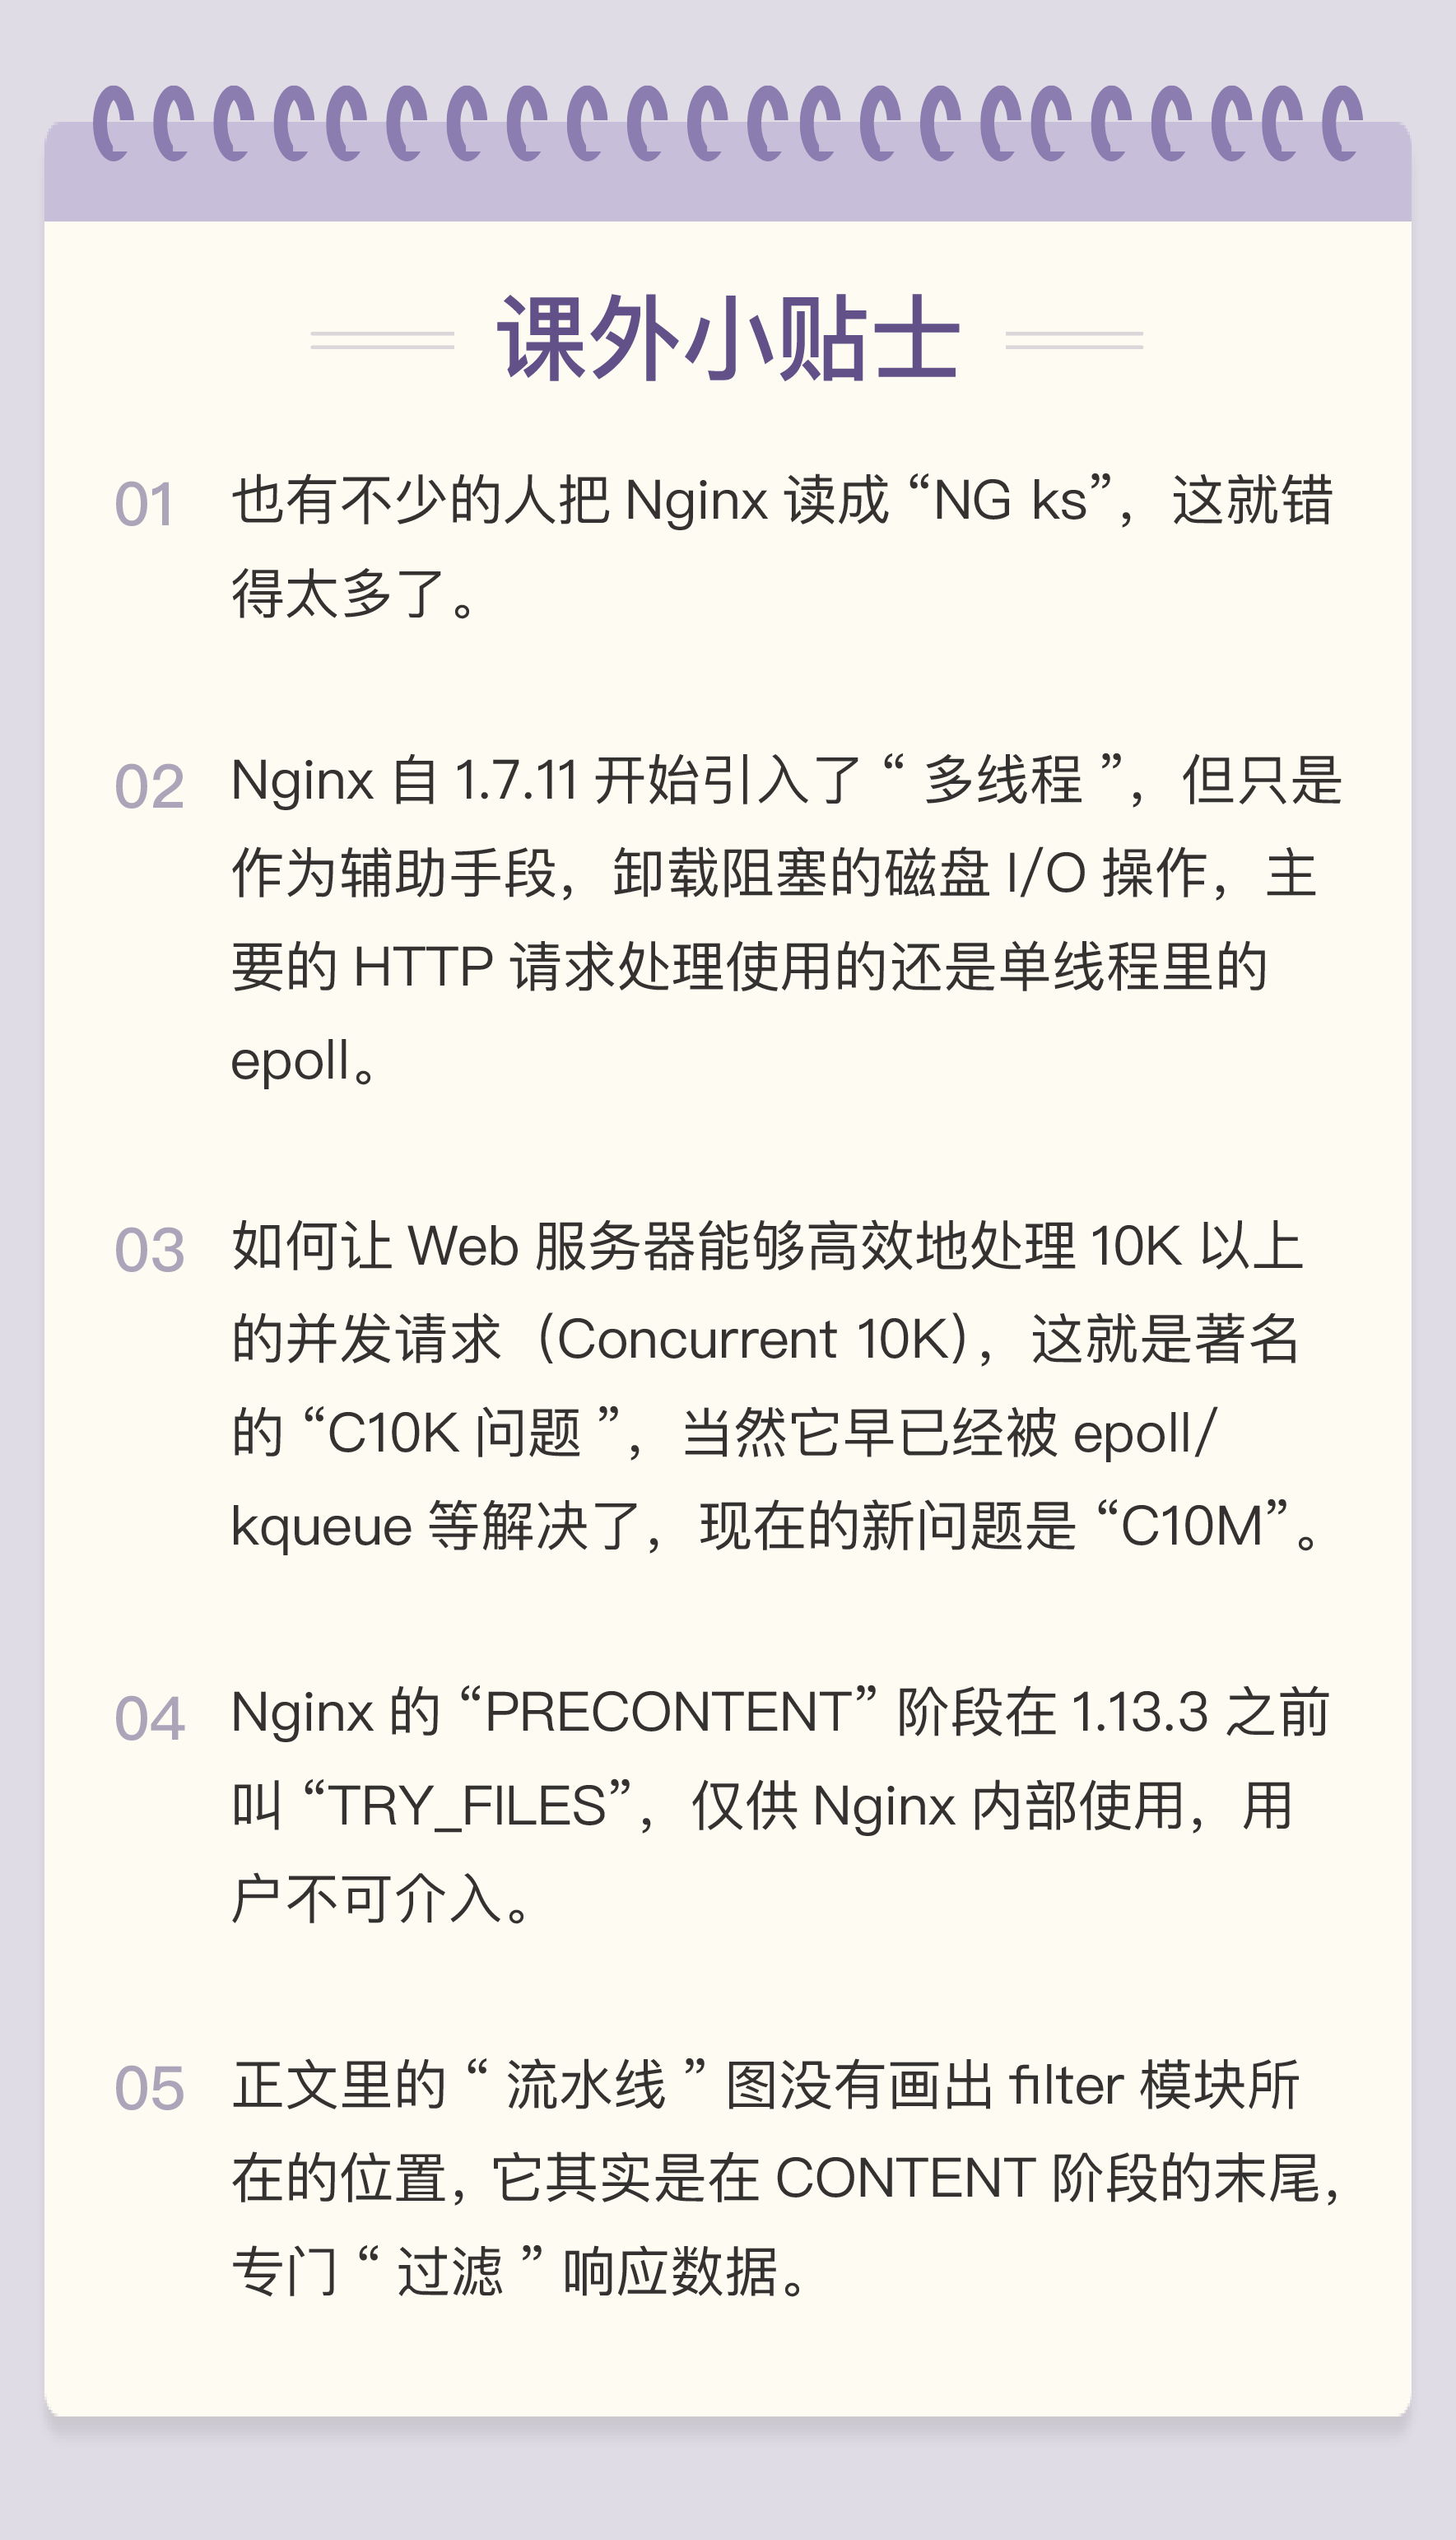 课外小贴士
01 也有不少的人把 Nginx 读成 “NG ks”，这就错
得太多了。
02 Nginx 自 1.7.11 开始引入了 “ 多线程 ”，但只是
作为辅助手段，卸载阻塞的磁盘 I/O 操作，主
要的 HTTP 请求处理使用的还是单线程里的
epoll。
03 如何让 Web 服务器能够高效地处理 10K 以上
的并发请求（Concurrent 10K），这就是著名
的 “C10K 问题 ”，当然它早已经被 epoll/
kqueue 等解决了，现在的新问题是 “C10M”。
04 Nginx 的 “PRECONTENT” 阶段在 1.13.3 之前
叫 “TRY_FILES”，仅供 Nginx 内部使用，用
户不可介入。
05 正文里的 “ 流水线 ” 图没有画出 filter 模块所
在的位置，它其实是在 CONTENT 阶段的末尾，
专门 “ 过滤 ” 响应数据。